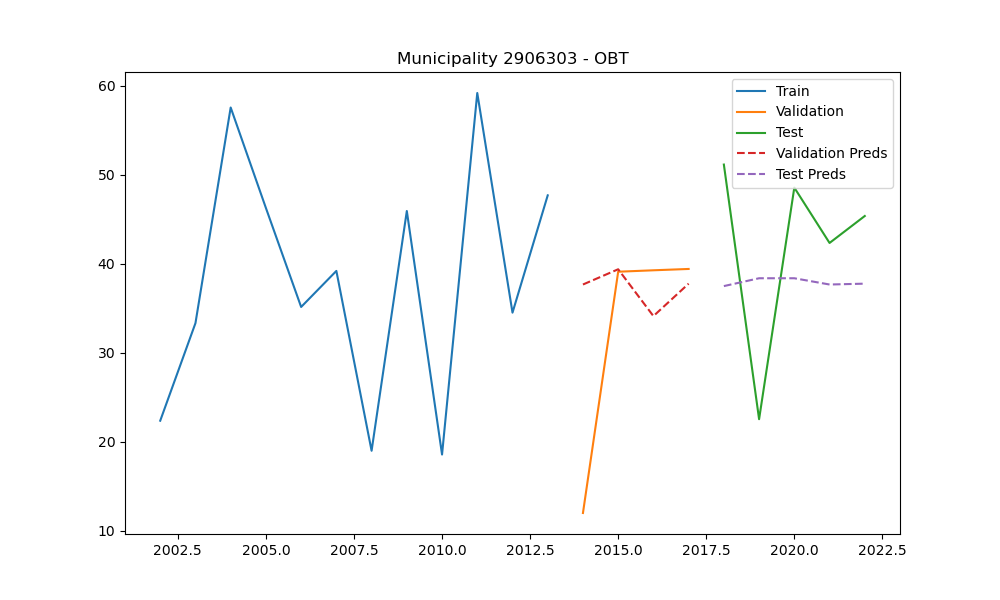 Municipality 2906303 - OBT
Train
Validation
Test
Validation Preds
Test Preds
60
50
40
30
20
10
2002.5 2005.0 2007.5 2010.0 2012.5 2015.0 2017.5 2020.0 2022.5